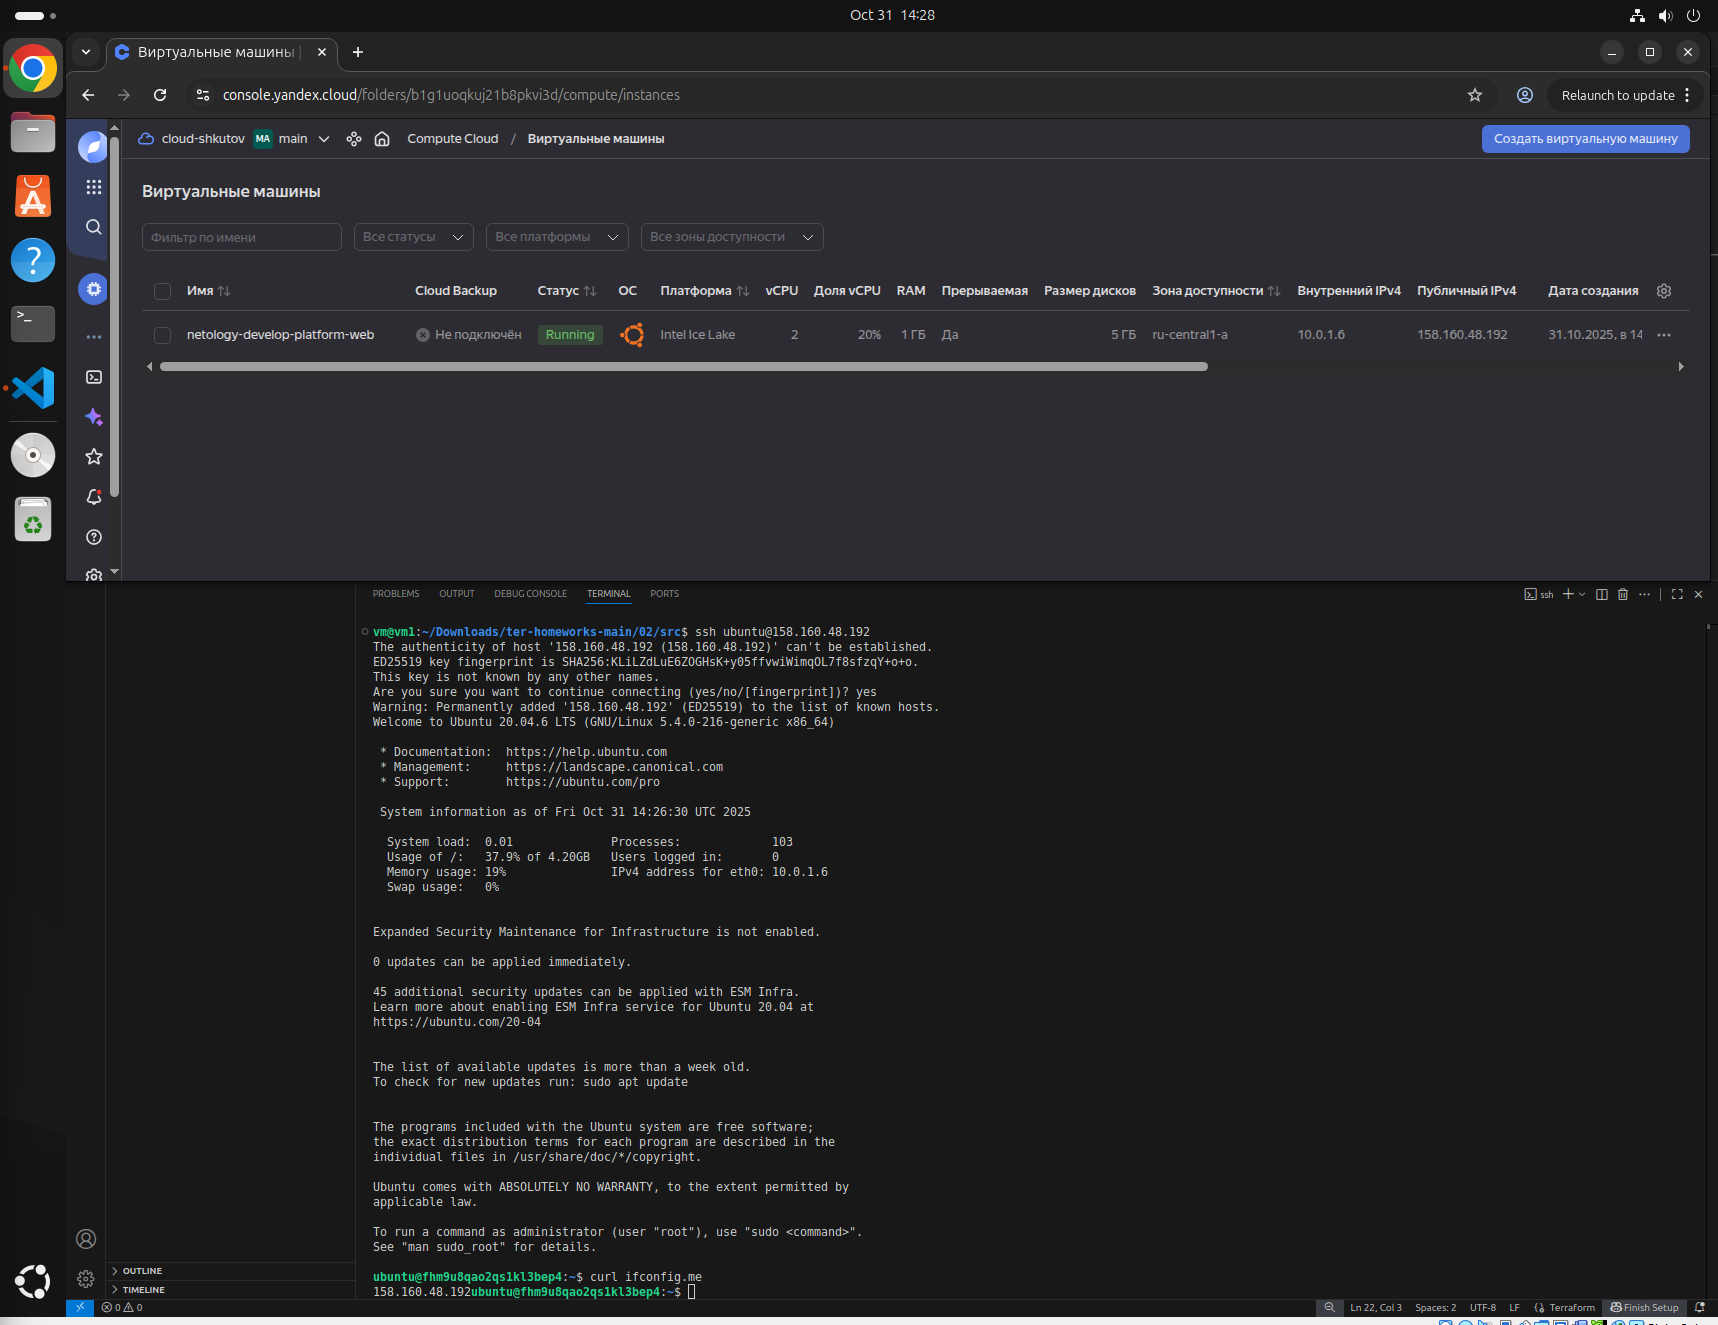 Oct 31 14:28
Виртуальные машины
console.yandex.cloud/folders/b1g1uoqkuj21b8pkvi3d/compute/instances
Relaunch to update
cloud-shkutov MA main Compute Cloud / Виртуальные машины
Создать виртуальную машину
Виртуальные машины
Фильтр по имени Все статусы Все платформы Все зоны доступности
Имя Cloud Backup Статус ОС Платформа vCPU Доля vCPU RAM Прерываемая Размер дисков Зона доступности Внутренний IPv4 Публичный IPv4 Дата создания
netology-develop-platform-web Не подключён Running Intel Ice Lake 2 20% 1 ГБ Да 5 ГБ ru-central1-a 10.0.1.6 158.160.48.192 31.10.2025, в 14
PROBLEMS OUTPUT DEBUG CONSOLE TERMINAL PORTS
ssh
vm@vm1:~/Downloads/ter-homeworks-main/02/src$ ssh ubuntu@158.160.48.192
The authenticity of host '158.160.48.192 (158.160.48.192)' can't be established.
ED25519 key fingerprint is SHA256:KLiLZdLuE6ZOGHsK+y05ffvwiWimqOL7f8sfzqY+o+o.
This key is not known by any other names.
Are you sure you want to continue connecting (yes/no/[fingerprint])? yes
Warning: Permanently added '158.160.48.192' (ED25519) to the list of known hosts.
Welcome to Ubuntu 20.04.6 LTS (GNU/Linux 5.4.0-216-generic x86_64)
* Documentation: https://help.ubuntu.com
* Management: https://landscape.canonical.com
* Support: https://ubuntu.com/pro
System information as of Fri Oct 31 14:26:30 UTC 2025
System load: 0.01 Processes: 103
Usage of /: 37.9% of 4.20GB Users logged in: 0
Memory usage: 19% IPv4 address for eth0: 10.0.1.6
Swap usage: 0%
Expanded Security Maintenance for Infrastructure is not enabled.
0 updates can be applied immediately.
45 additional security updates can be applied with ESM Infra.
Learn more about enabling ESM Infra service for Ubuntu 20.04 at
https://ubuntu.com/20-04
The list of available updates is more than a week old.
To check for new updates run: sudo apt update
The programs included with the Ubuntu system are free software;
the exact distribution terms for each program are described in the
individual files in /usr/share/doc/*/copyright.
Ubuntu comes with ABSOLUTELY NO WARRANTY, to the extent permitted by
applicable law.
To run a command as administrator (user "root"), use "sudo <command>".
See "man sudo_root" for details.
ubuntu@fhm9u8qao2qs1kl3bep4:~$ curl ifconfig.me
158.160.48.192ubuntu@fhm9u8qao2qs1kl3bep4:~$
OUTLINE
TIMELINE
0 0
Ln 22, Col 3 Spaces: 2 UTF-8 LF Terraform Finish Setup